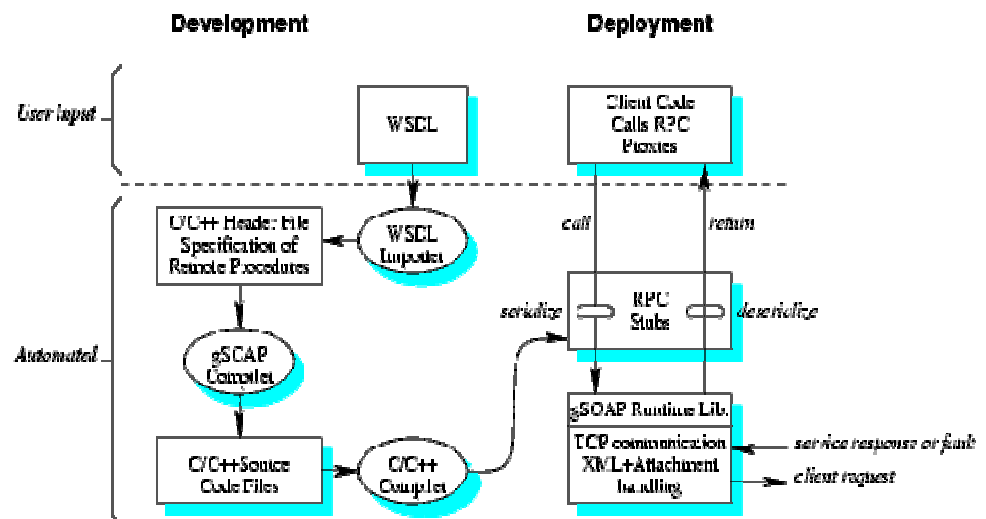 Development
Deployment
User Input
WSDL
Client Code
Calls RPC
Proxies
call
return
C/C++ Header File
Specification of
Remote Procedures
WSDL
Importer
serialize
RPC
Stubs
deserialize
Automated
gSOAP
Compiler
gSOAP Runtime Lib.
C/C++Source
Code Files
C/C++
Compiler
TCP communication
XML+Attachment
handling
service response or fault
client request